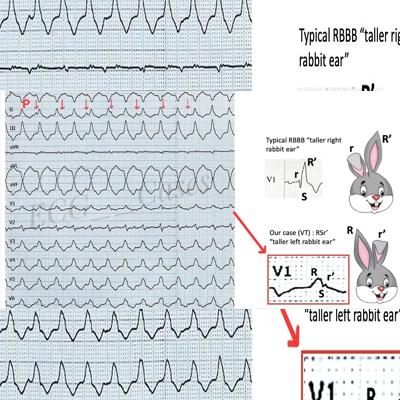 Typical RBBB “taller rig
rabbit ear”
P
II
III
aVR
aVL
aVF
V1
V2
V3
V4
V5
V6
ECG Cases
Typical RBBB "taller right
rabbit ear"
V1
r
R'
S
r
R'
Our case (VT) : RSr'
"taller left rabbit ear"
V1
R
r'
S
R
r'
"taller left rabbit ear"
V1
R